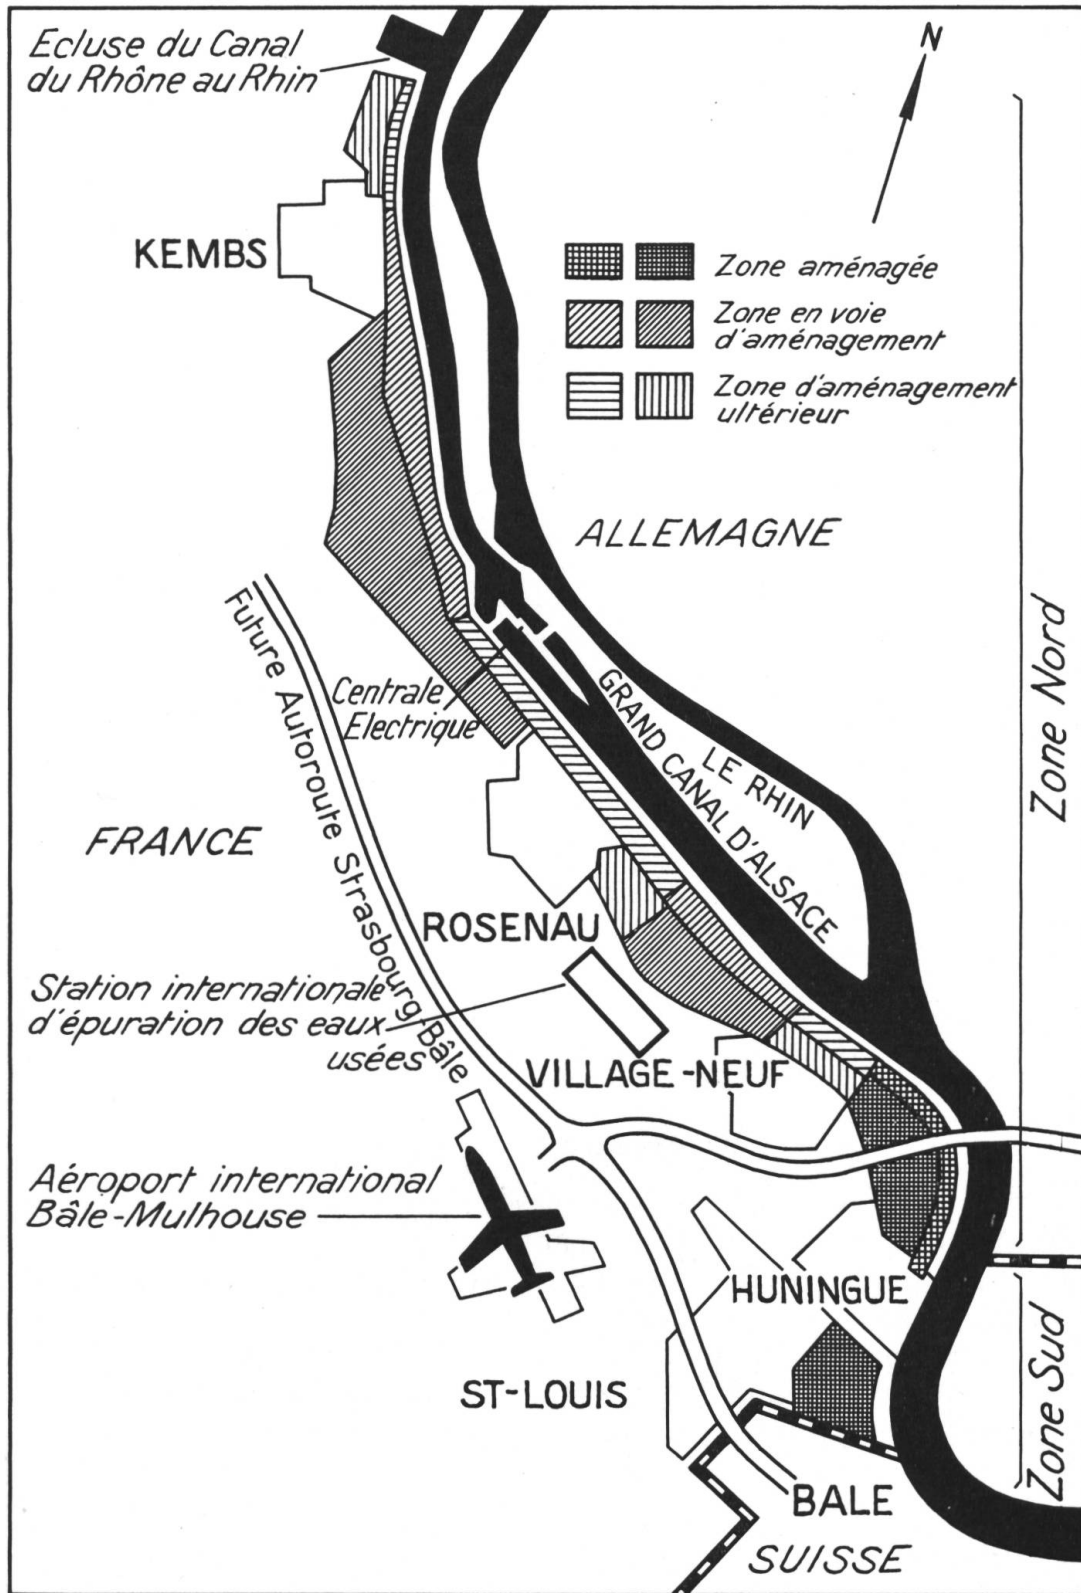 Ecluse du Canal
du Rhône au Rhin
N
KEMBS
Zone aménagée
Zone en voie
d'aménagement
Zone d'aménagement
ultérieur
ALLEMAGNE
Zone Nord
Future Autoroute Strasbourg-Bâle
Centrale
Electrique
GRAND CANAL D'ALSACE
LE RHIN
FRANCE
ROSENAU
Station internationale
d'épuration des eaux
usées
VILLAGE-NEUF
Aéroport international
Bâle-Mulhouse
HUNINGUE
Zone Sud
ST-LOUIS
BALE
SUISSE